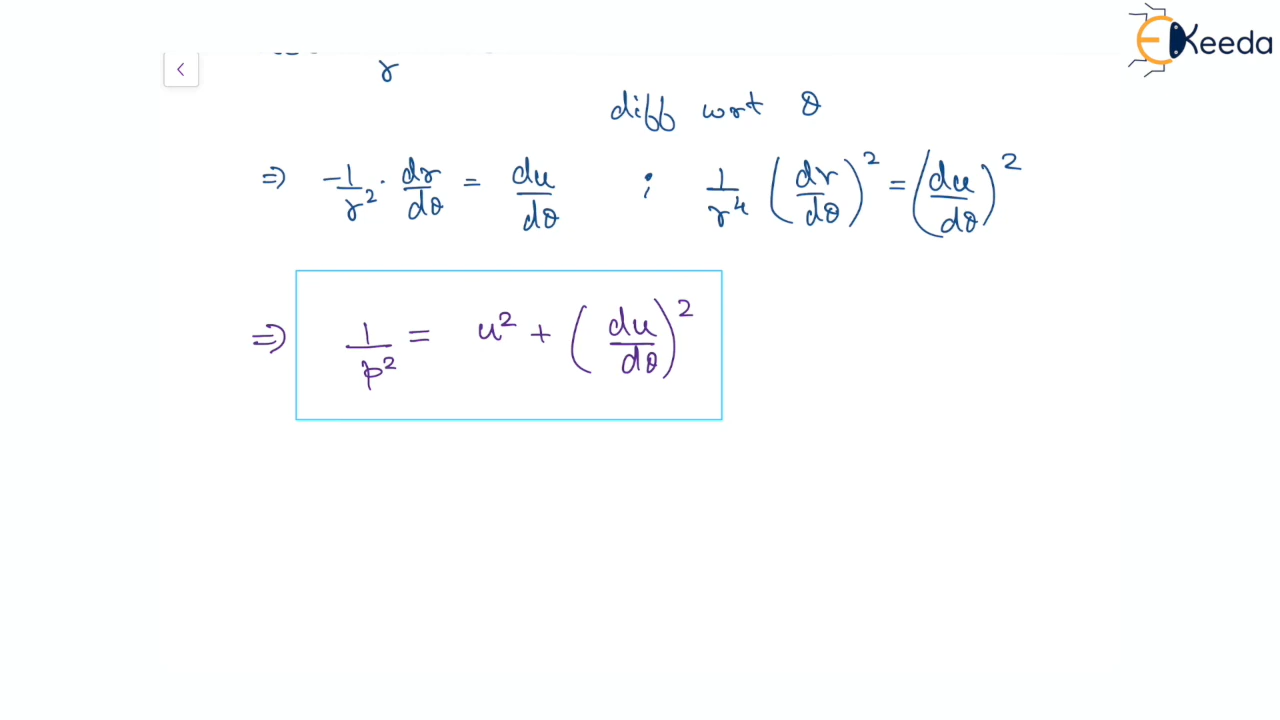 EKeeda
r
diff wrt θ
⇒ -1/r² · dr/dθ = du/dθ ; 1/r⁴ (dr/dθ)² = (du/dθ)²
⇒ 1/p² = u² + (du/dθ)²